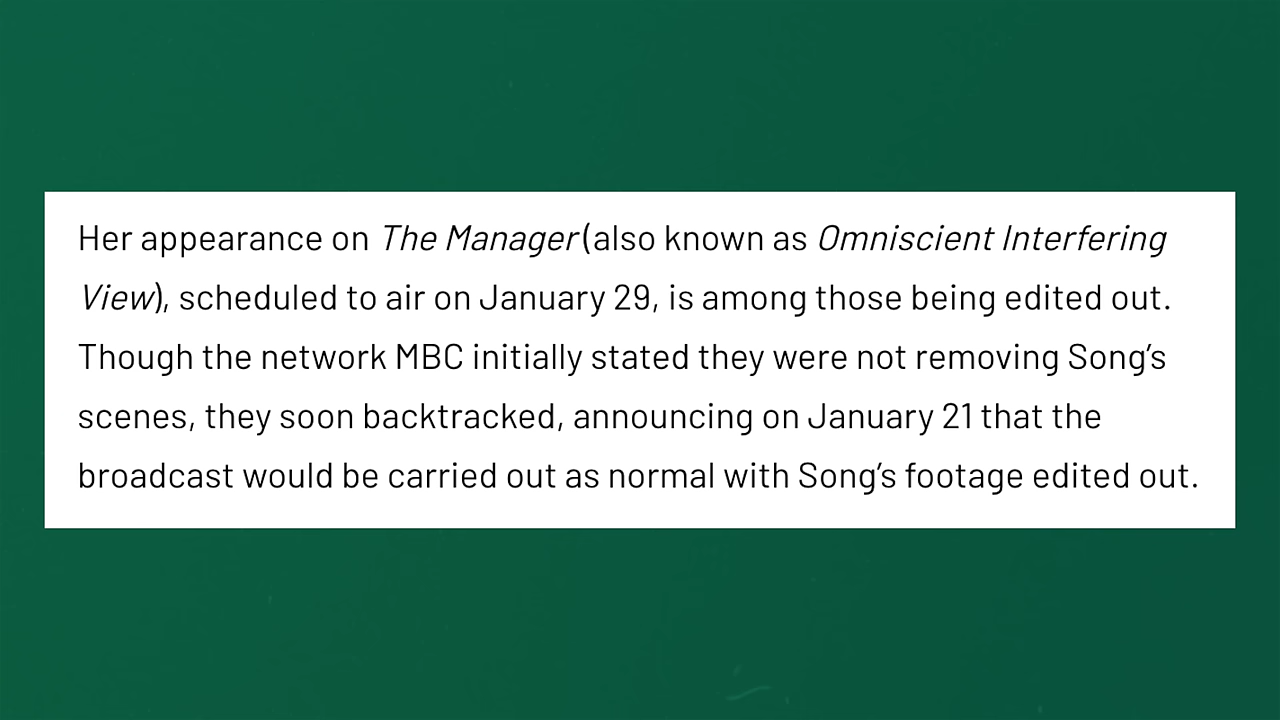 Her appearance on The Manager (also known as Omniscient Interfering
View), scheduled to air on January 29, is among those being edited out.
Though the network MBC initially stated they were not removing Song’s
scenes, they soon backtracked, announcing on January 21 that the
broadcast would be carried out as normal with Song’s footage edited out.